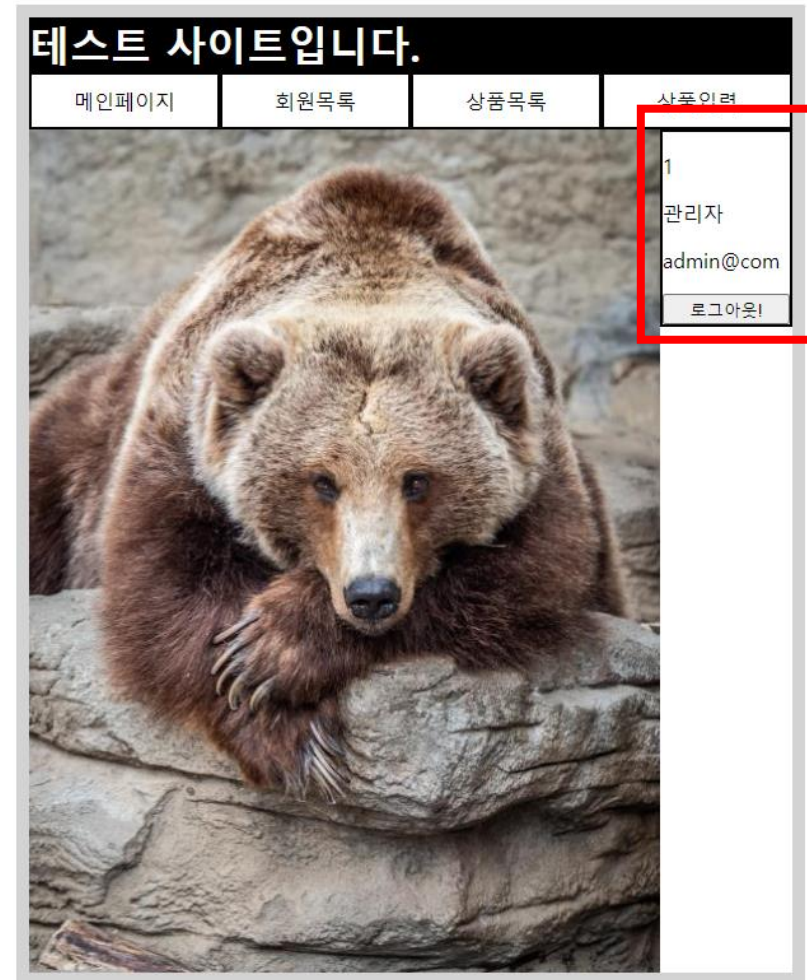 테스트 사이트입니다.
메인페이지 회원목록 상품목록 상품입력
1
관리자
admin@com
로그아웃!